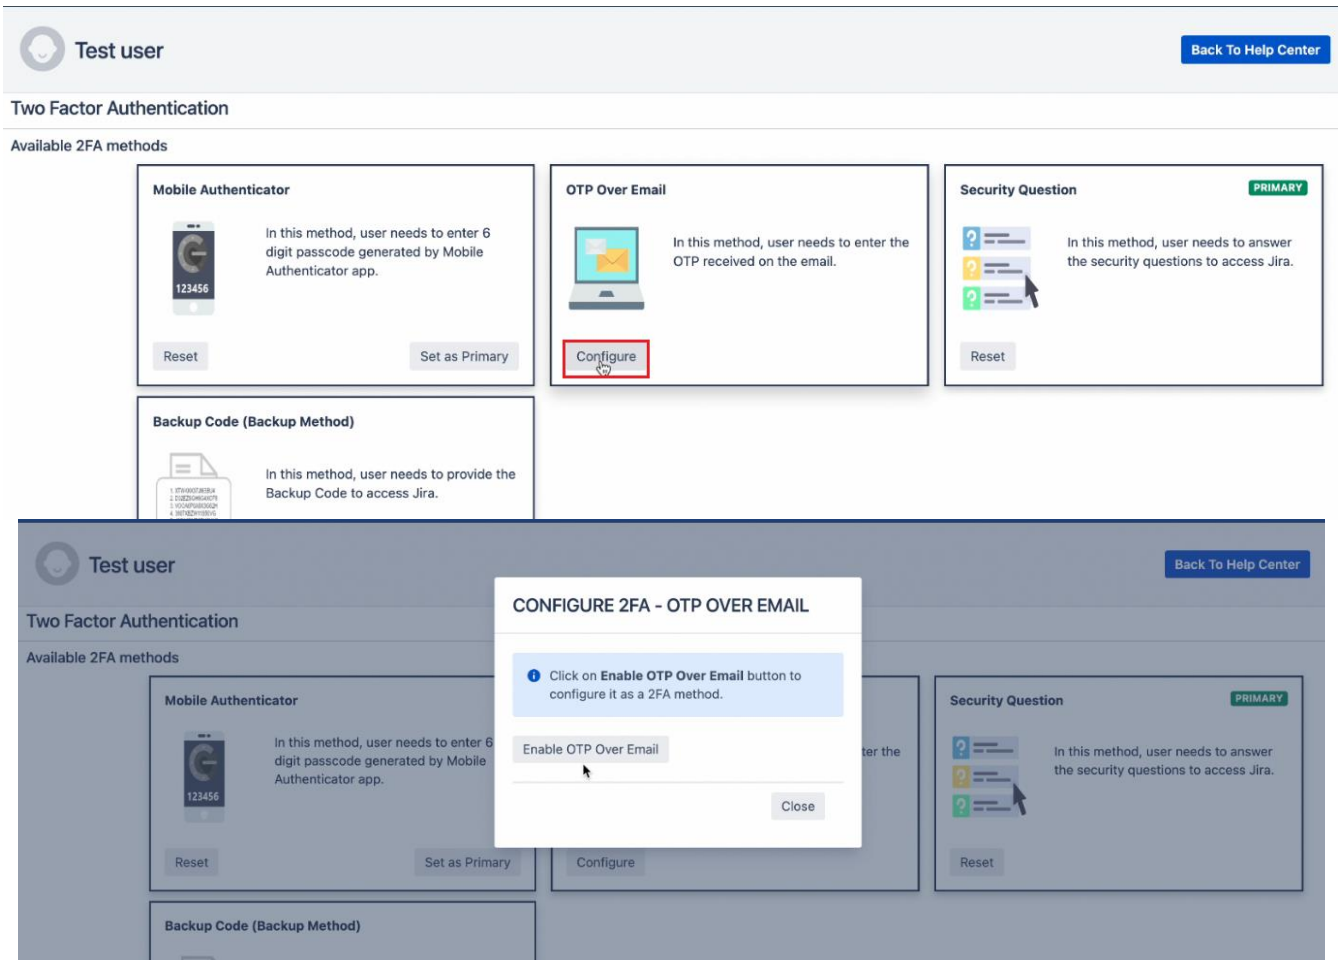 Test user
Back To Help Center
Two Factor Authentication
Available 2FA methods
Mobile Authenticator
In this method, user needs to enter 6
digit passcode generated by Mobile
Authenticator app.
123456
Reset
Set as Primary
OTP Over Email
In this method, user needs to enter the
OTP received on the email.
Configure
Security Question
PRIMARY
In this method, user needs to answer
the security questions to access Jira.
Reset
Backup Code (Backup Method)
In this method, user needs to provide the
Backup Code to access Jira.
Test user
Back To Help Center
Two Factor Authentication
Available 2FA methods
Mobile Authenticator
In this method, user needs to enter 6
digit passcode generated by Mobile
Authenticator app.
123456
Reset
Set as Primary
CONFIGURE 2FA - OTP OVER EMAIL
Click on Enable OTP Over Email button to
configure it as a 2FA method.
Enable OTP Over Email
Close
ter the
Configure
Security Question
PRIMARY
In this method, user needs to answer
the security questions to access Jira.
Reset
Backup Code (Backup Method)